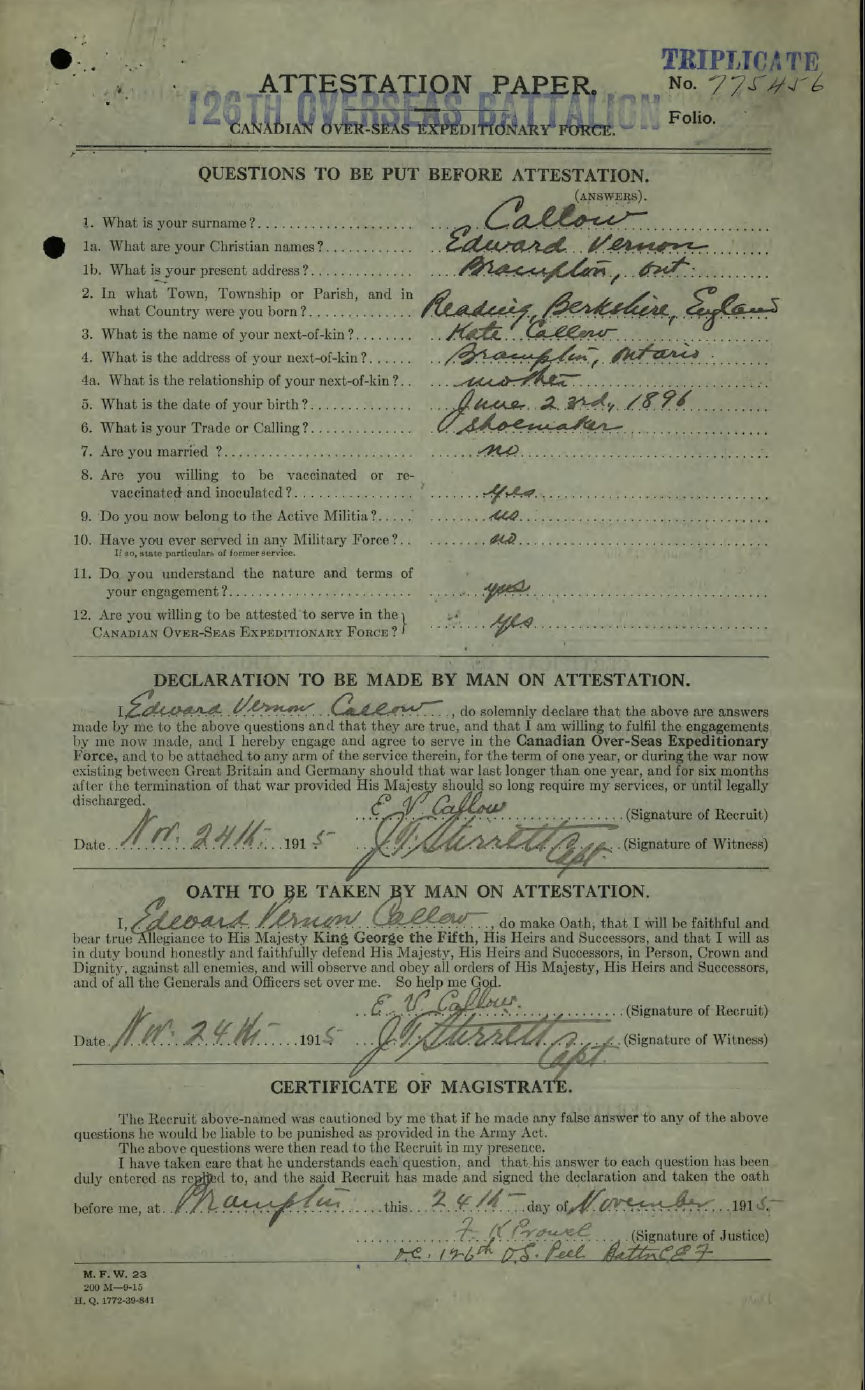 TRIPLICATE
ATTESTATION PAPER.
No. 775456
126TH OVERSEAS BATTALION
Folio.
CANADIAN OVER-SEAS EXPEDITIONARY FORCE.
QUESTIONS TO BE PUT BEFORE ATTESTATION.
(ANSWERS).
1. What is your surname? Callow
1a. What are your Christian names? Edward Vernon
1b. What is your present address? Brampton, Ont.
2. In what Town, Township or Parish, and in
what Country were you born? Reading, Berkshire, England
3. What is the name of your next-of-kin? Kate Callow
4. What is the address of your next-of-kin? Brampton, Ontario
4a. What is the relationship of your next-of-kin? mother
5. What is the date of your birth? June 23rd, 1896
6. What is your Trade or Calling? Shoemaker
7. Are you married ? no
8. Are you willing to be vaccinated or re-
vaccinated and inoculated? yes
9. Do you now belong to the Active Militia? no
10. Have you ever served in any Military Force? no
If so, state particulars of former service.
11. Do you understand the nature and terms of
your engagement? yes
12. Are you willing to be attested to serve in the
CANADIAN OVER-SEAS EXPEDITIONARY FORCE? yes
DECLARATION TO BE MADE BY MAN ON ATTESTATION.
I, Edward Vernon Callow, do solemnly declare that the above are answers
made by me to the above questions and that they are true, and that I am willing to fulfil the engagements
by me now made, and I hereby engage and agree to serve in the Canadian Over-Seas Expeditionary
Force, and to be attached to any arm of the service therein, for the term of one year, or during the war now
existing between Great Britain and Germany should that war last longer than one year, and for six months
after the termination of that war provided His Majesty should so long require my services, or until legally
discharged.
E V Callow (Signature of Recruit)
Date Nov. 24th 1915 J Sterrett Capt. (Signature of Witness)
OATH TO BE TAKEN BY MAN ON ATTESTATION.
I, Edward Vernon Callow, do make Oath, that I will be faithful and
bear true Allegiance to His Majesty King George the Fifth, His Heirs and Successors, and that I will as
in duty bound honestly and faithfully defend His Majesty, His Heirs and Successors, in Person, Crown and
Dignity, against all enemies, and will observe and obey all orders of His Majesty, His Heirs and Successors,
and of all the Generals and Officers set over me. So help me God.
E. V Callow. (Signature of Recruit)
Date Nov. 24th 1915 J Sterrett Capt. (Signature of Witness)
CERTIFICATE OF MAGISTRATE.
The Recruit above-named was cautioned by me that if he made any false answer to any of the above
questions he would be liable to be punished as provided in the Army Act.
The above questions were then read to the Recruit in my presence.
I have taken care that he understands each question, and that his answer to each question has been
duly entered as replied to, and the said Recruit has made and signed the declaration and taken the oath
before me, at Brampton this 24th day of November 1915
F K Prowse (Signature of Justice)
O.C. 126th O.S. Peel Battn C E F
M. F. W. 23
200 M—9-15
H. Q. 1772-39-841